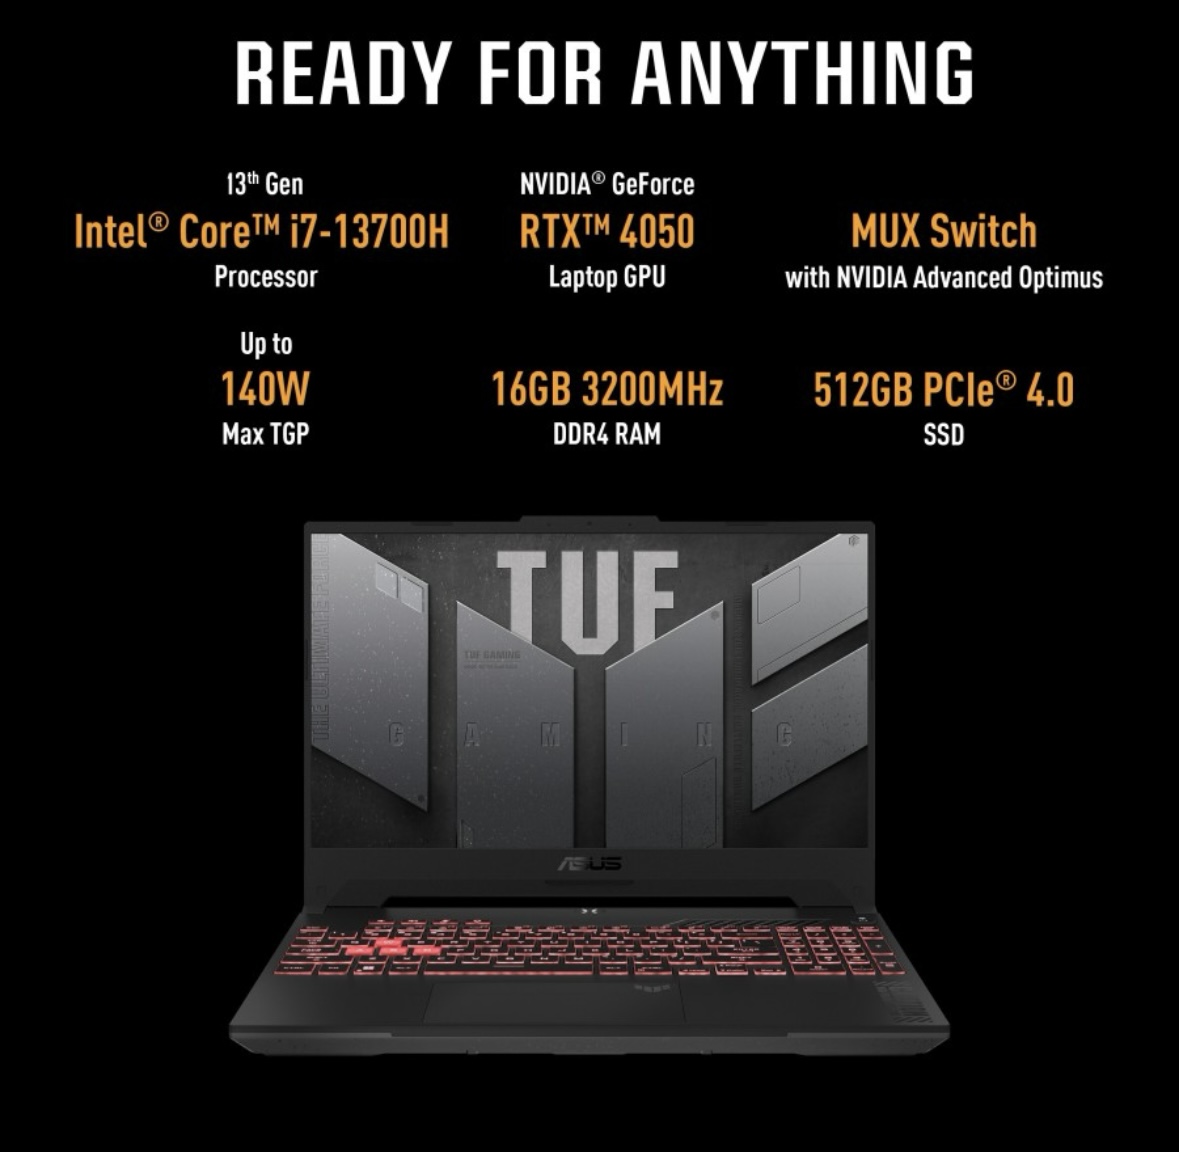 READY FOR ANYTHING
13th Gen
Intel® Core™ i7-13700H
Processor
NVIDIA® GeForce
RTX™ 4050
Laptop GPU
MUX Switch
with NVIDIA Advanced Optimus
Up to
140W
Max TGP
16GB 3200MHz
DDR4 RAM
512GB PCIe® 4.0
SSD
TUF
TUF GAMING
G A M I N G
ASUS